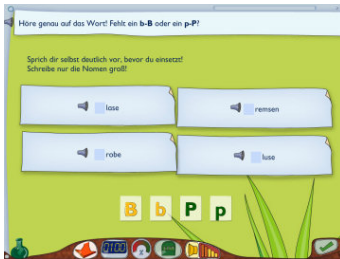 Höre genau auf das Wort! Fehlt ein b-B oder ein p-P?
Sprich dir selbst deutlich vor, bevor du einsetzt!
Schreibe nur die Nomen groß!
lase
remsen
robe
luse
B b P p